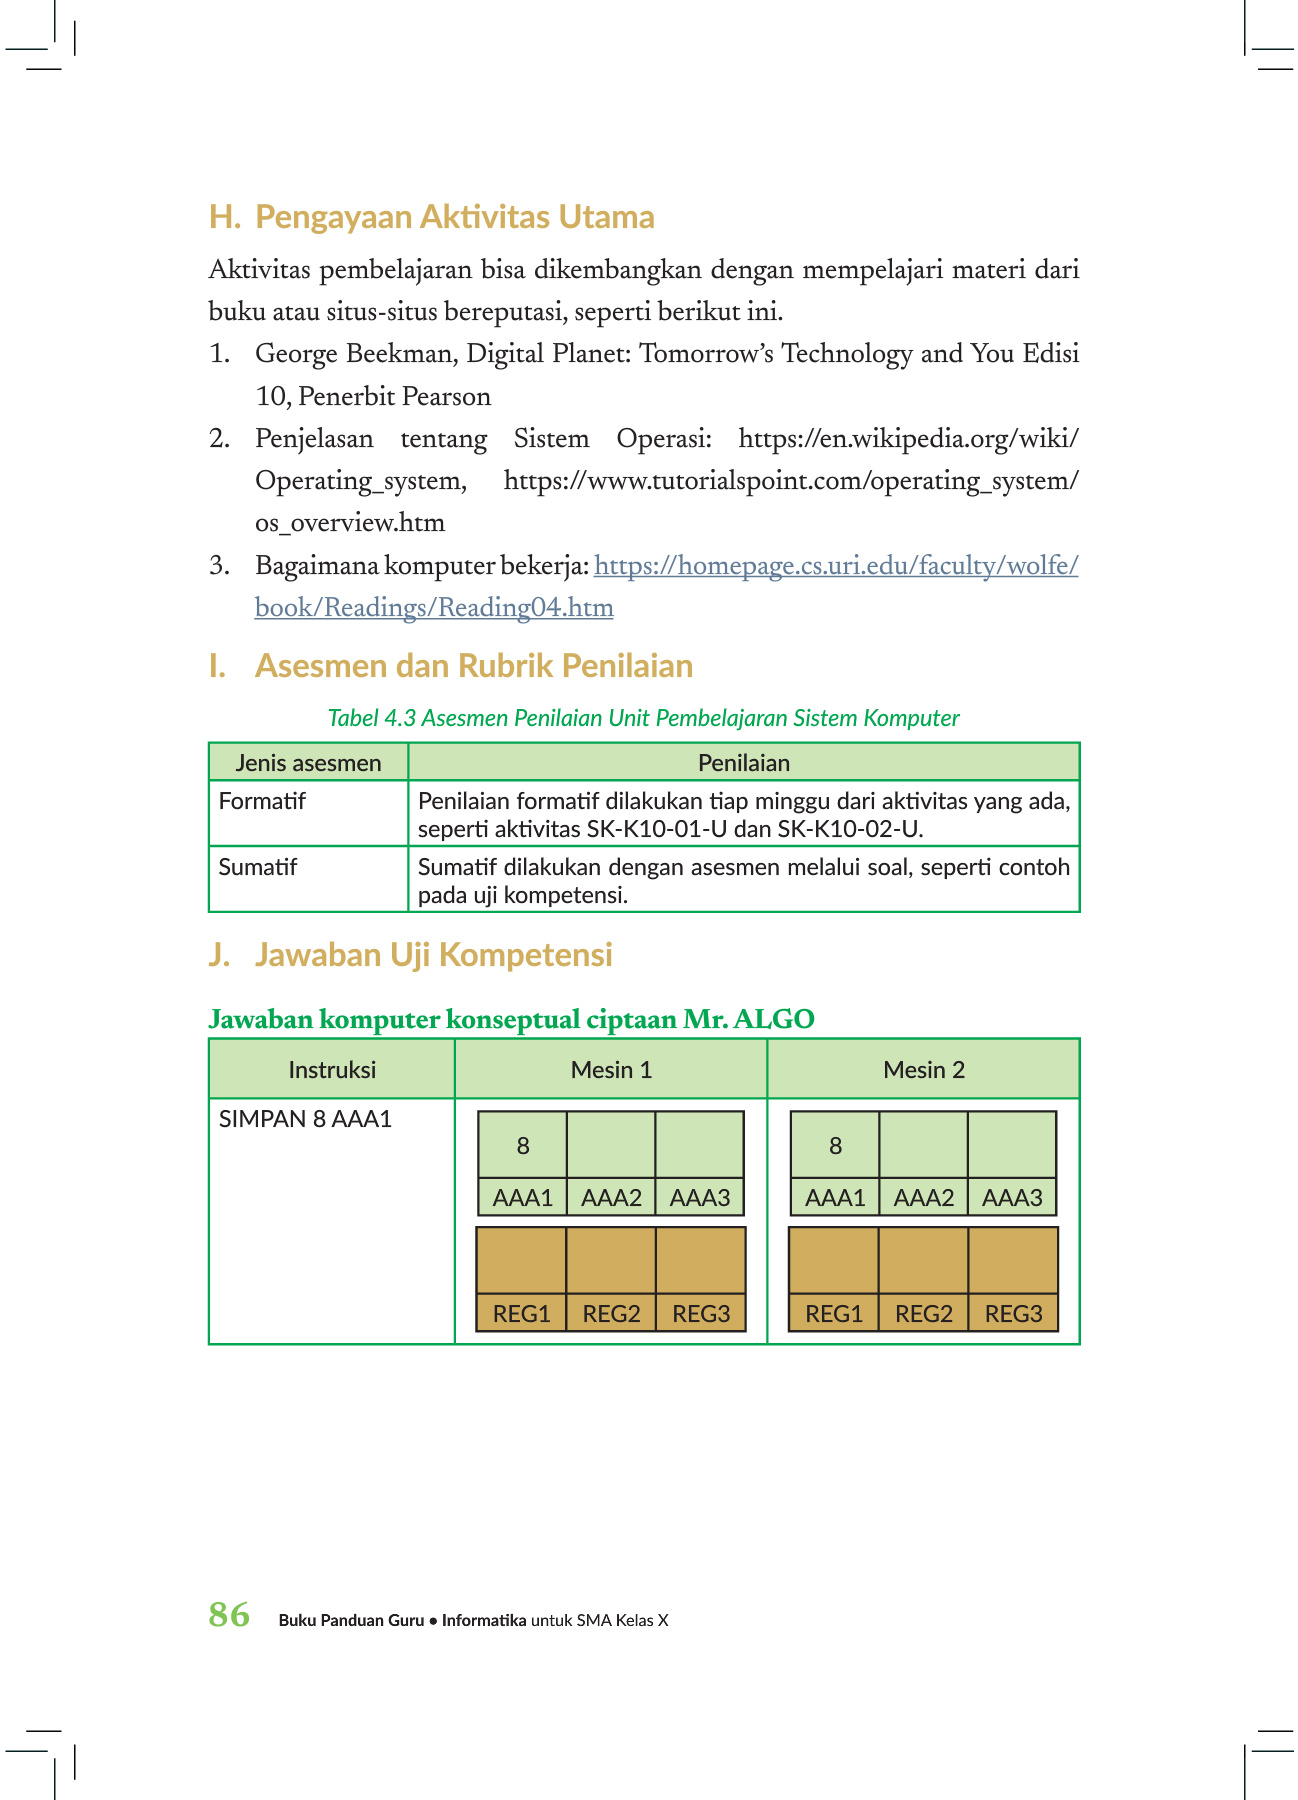 H. Pengayaan Aktivitas Utama
Aktivitas pembelajaran bisa dikembangkan dengan mempelajari materi dari
buku atau situs-situs bereputasi, seperti berikut ini.
1. George Beekman, Digital Planet: Tomorrow’s Technology and You Edisi
10, Penerbit Pearson
2. Penjelasan tentang Sistem Operasi: https://en.wikipedia.org/wiki/
Operating_system, https://www.tutorialspoint.com/operating_system/
os_overview.htm
3. Bagaimana komputer bekerja: https://homepage.cs.uri.edu/faculty/wolfe/
book/Readings/Reading04.htm
I. Asesmen dan Rubrik Penilaian
Tabel 4.3 Asesmen Penilaian Unit Pembelajaran Sistem Komputer
Jenis asesmen Penilaian
Formatif Penilaian formatif dilakukan tiap minggu dari aktivitas yang ada,
seperti aktivitas SK-K10-01-U dan SK-K10-02-U.
Sumatif Sumatif dilakukan dengan asesmen melalui soal, seperti contoh
pada uji kompetensi.
J. Jawaban Uji Kompetensi
Jawaban komputer konseptual ciptaan Mr. ALGO
Instruksi Mesin 1 Mesin 2
SIMPAN 8 AAA1
8 8
AAA1 AAA2 AAA3 AAA1 AAA2 AAA3
REG1 REG2 REG3 REG1 REG2 REG3
86 Buku Panduan Guru • Informatika untuk SMA Kelas X